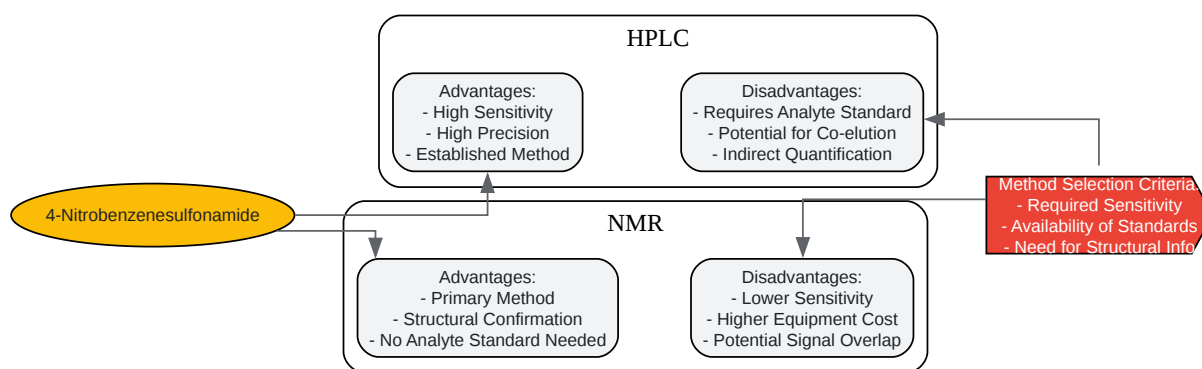 HPLC
Advantages:
- High Sensitivity
- High Precision
- Established Method
Disadvantages:
- Requires Analyte Standard
- Potential for Co-elution
- Indirect Quantification
4-Nitrobenzenesulfonamide
Method Selection Criteria:
- Required Sensitivity
- Availability of Standards
- Need for Structural Info
NMR
Advantages:
- Primary Method
- Structural Confirmation
- No Analyte Standard Needed
Disadvantages:
- Lower Sensitivity
- Higher Equipment Cost
- Potential Signal Overlap